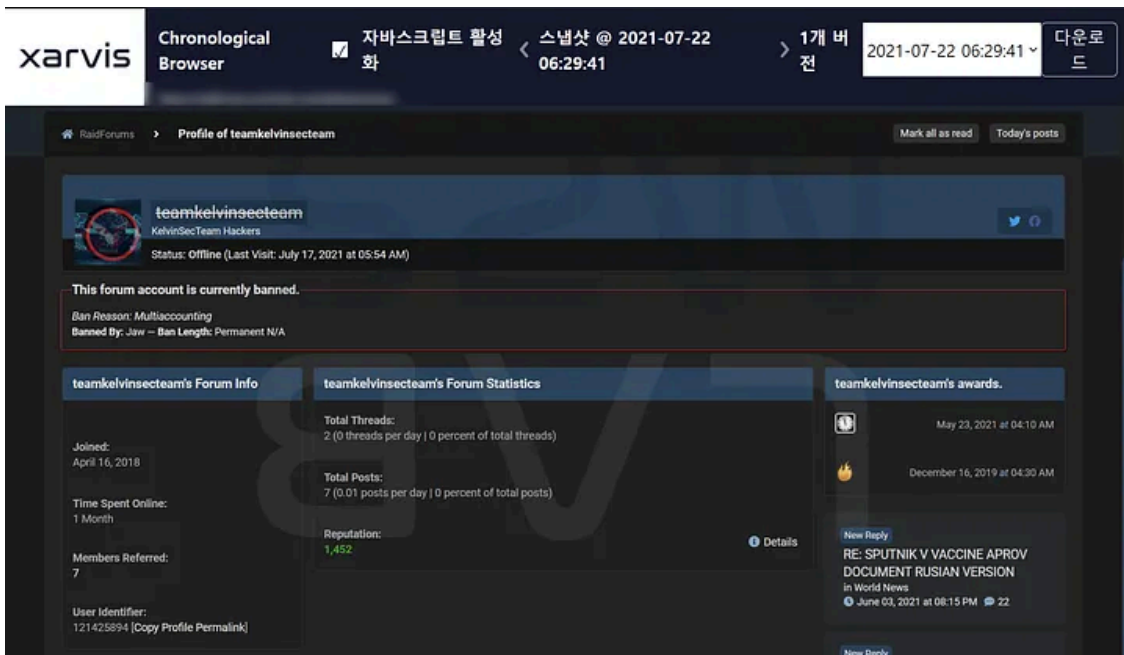 xarvis
Chronological
Browser
자바스크립트 활성
화
스냅샷 @ 2021-07-22
06:29:41
1개 버
전
2021-07-22 06:29:41
다운로
드
RaidForums
Profile of teamkelvinsecteam
Mark all as read
Today's posts
teamkelvinsecteam
KelvinSecTeam Hackers
Status: Offline (Last Visit: July 17, 2021 at 05:54 AM)
This forum account is currently banned.
Ban Reason: Multiaccounting
Banned By: Jaw — Ban Length: Permanent N/A
teamkelvinsecteam's Forum Info
Joined:
April 16, 2018
Time Spent Online:
1 Month
Members Referred:
7
User Identifier:
121425894 [Copy Profile Permalink]
teamkelvinsecteam's Forum Statistics
Total Threads:
2 (0 threads per day | 0 percent of total threads)
Total Posts:
7 (0.01 posts per day | 0 percent of total posts)
Reputation:
1,452
Details
teamkelvinsecteam's awards.
May 23, 2021 at 04:10 AM
December 16, 2019 at 04:30 AM
New Reply
RE: SPUTNIK V VACCINE APROV
DOCUMENT RUSIAN VERSION
in World News
June 03, 2021 at 08:15 PM 22
New Reply